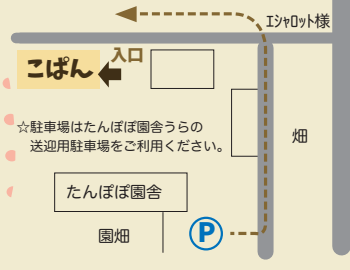 エシャロット様
入口
こぱん
☆駐車場はたんぽぽ園舎うらの
送迎用駐車場をご利用ください。
畑
たんぽぽ園舎
園畑
P